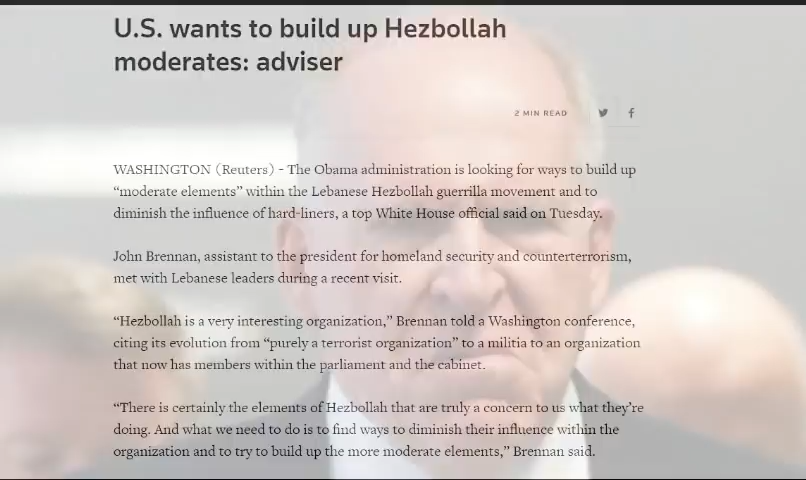 U.S. wants to build up Hezbollah
moderates: adviser
2 MIN READ
WASHINGTON (Reuters) - The Obama administration is looking for ways to build up
“moderate elements” within the Lebanese Hezbollah guerrilla movement and to
diminish the influence of hard-liners, a top White House official said on Tuesday.
John Brennan, assistant to the president for homeland security and counterterrorism,
met with Lebanese leaders during a recent visit.
“Hezbollah is a very interesting organization,” Brennan told a Washington conference,
citing its evolution from “purely a terrorist organization” to a militia to an organization
that now has members within the parliament and the cabinet.
“There is certainly the elements of Hezbollah that are truly a concern to us what they’re
doing. And what we need to do is to find ways to diminish their influence within the
organization and to try to build up the more moderate elements,” Brennan said.